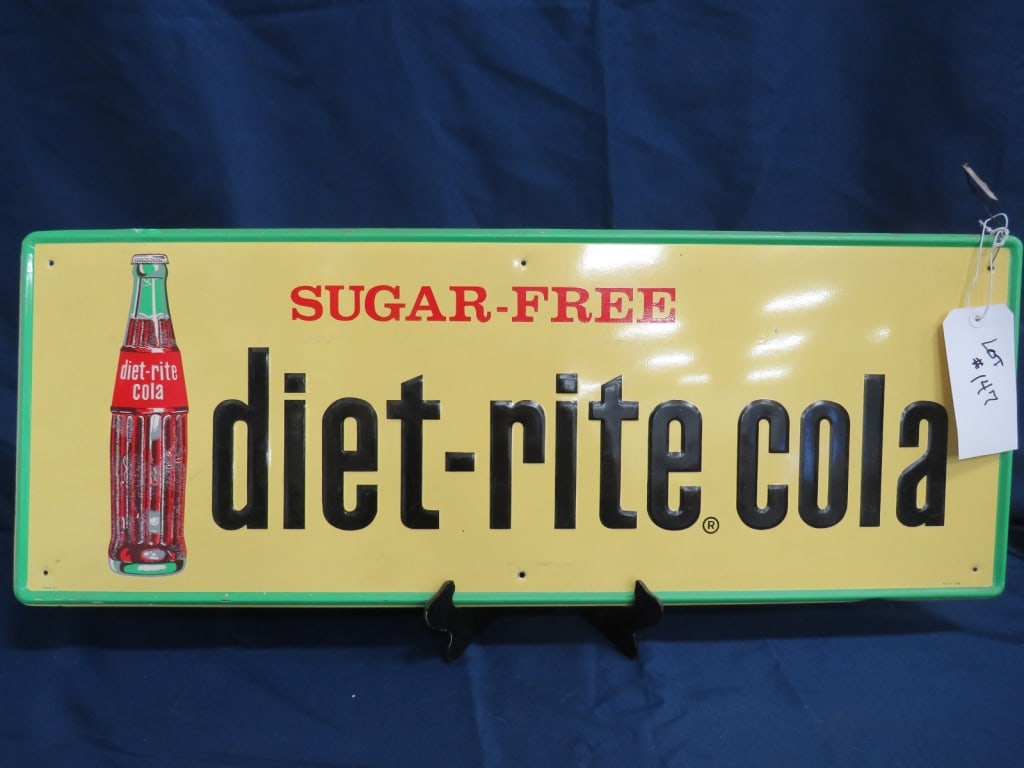 SUGAR-FREE
diet-rite
cola
diet-rite cola®
Lot
#147